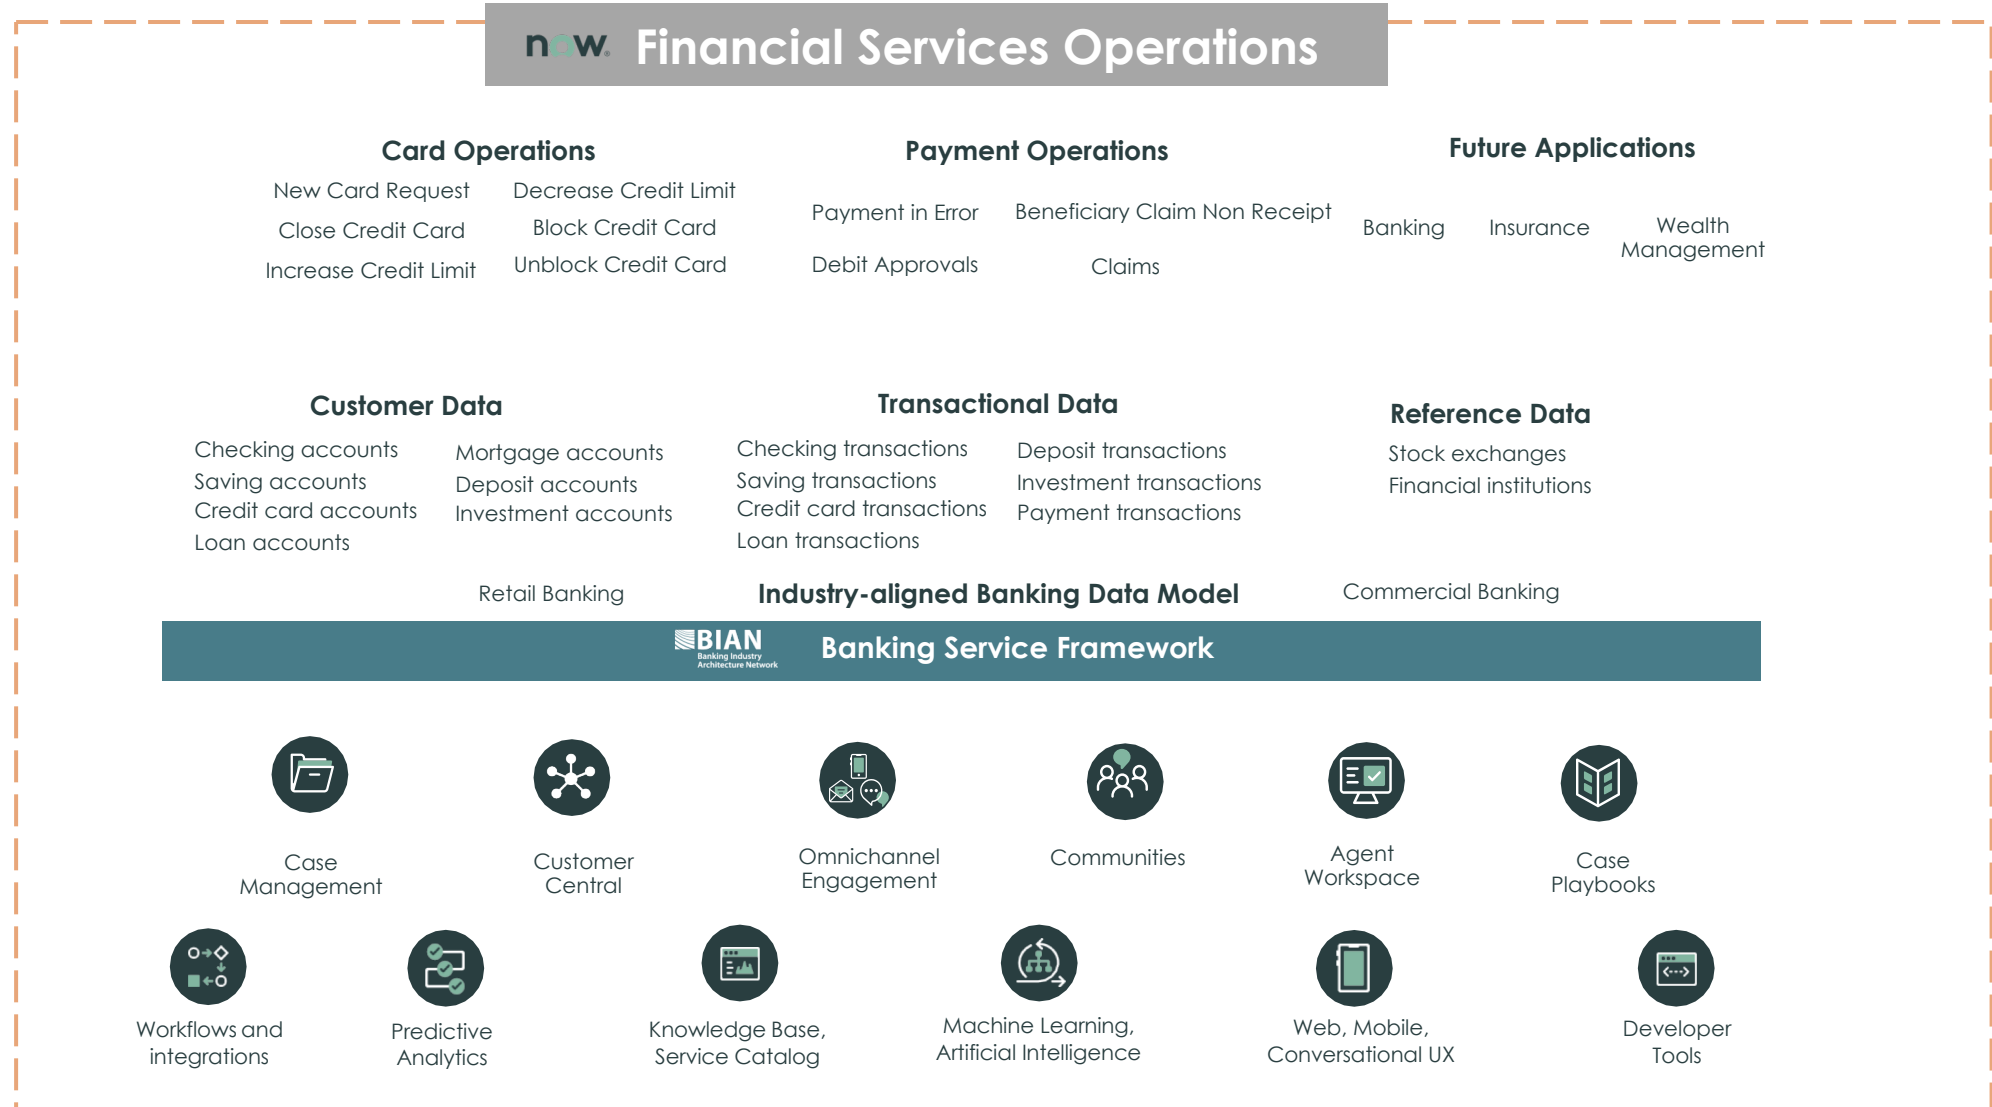 now. Financial Services Operations
Card Operations
New Card Request
Decrease Credit Limit
Close Credit Card
Block Credit Card
Increase Credit Limit
Unblock Credit Card
Payment Operations
Payment in Error
Beneficiary Claim Non Receipt
Debit Approvals
Claims
Future Applications
Banking
Insurance
Wealth
Management
Customer Data
Checking accounts
Saving accounts
Credit card accounts
Loan accounts
Mortgage accounts
Deposit accounts
Investment accounts
Transactional Data
Checking transactions
Saving transactions
Credit card transactions
Loan transactions
Deposit transactions
Investment transactions
Payment transactions
Reference Data
Stock exchanges
Financial institutions
Retail Banking
Industry-aligned Banking Data Model
Commercial Banking
BIAN
Banking Industry
Architecture Network
Banking Service Framework
Case
Management
Customer
Central
Omnichannel
Engagement
Communities
Agent
Workspace
Case
Playbooks
Workflows and
integrations
Predictive
Analytics
Knowledge Base,
Service Catalog
Machine Learning,
Artificial Intelligence
Web, Mobile,
Conversational UX
Developer
Tools